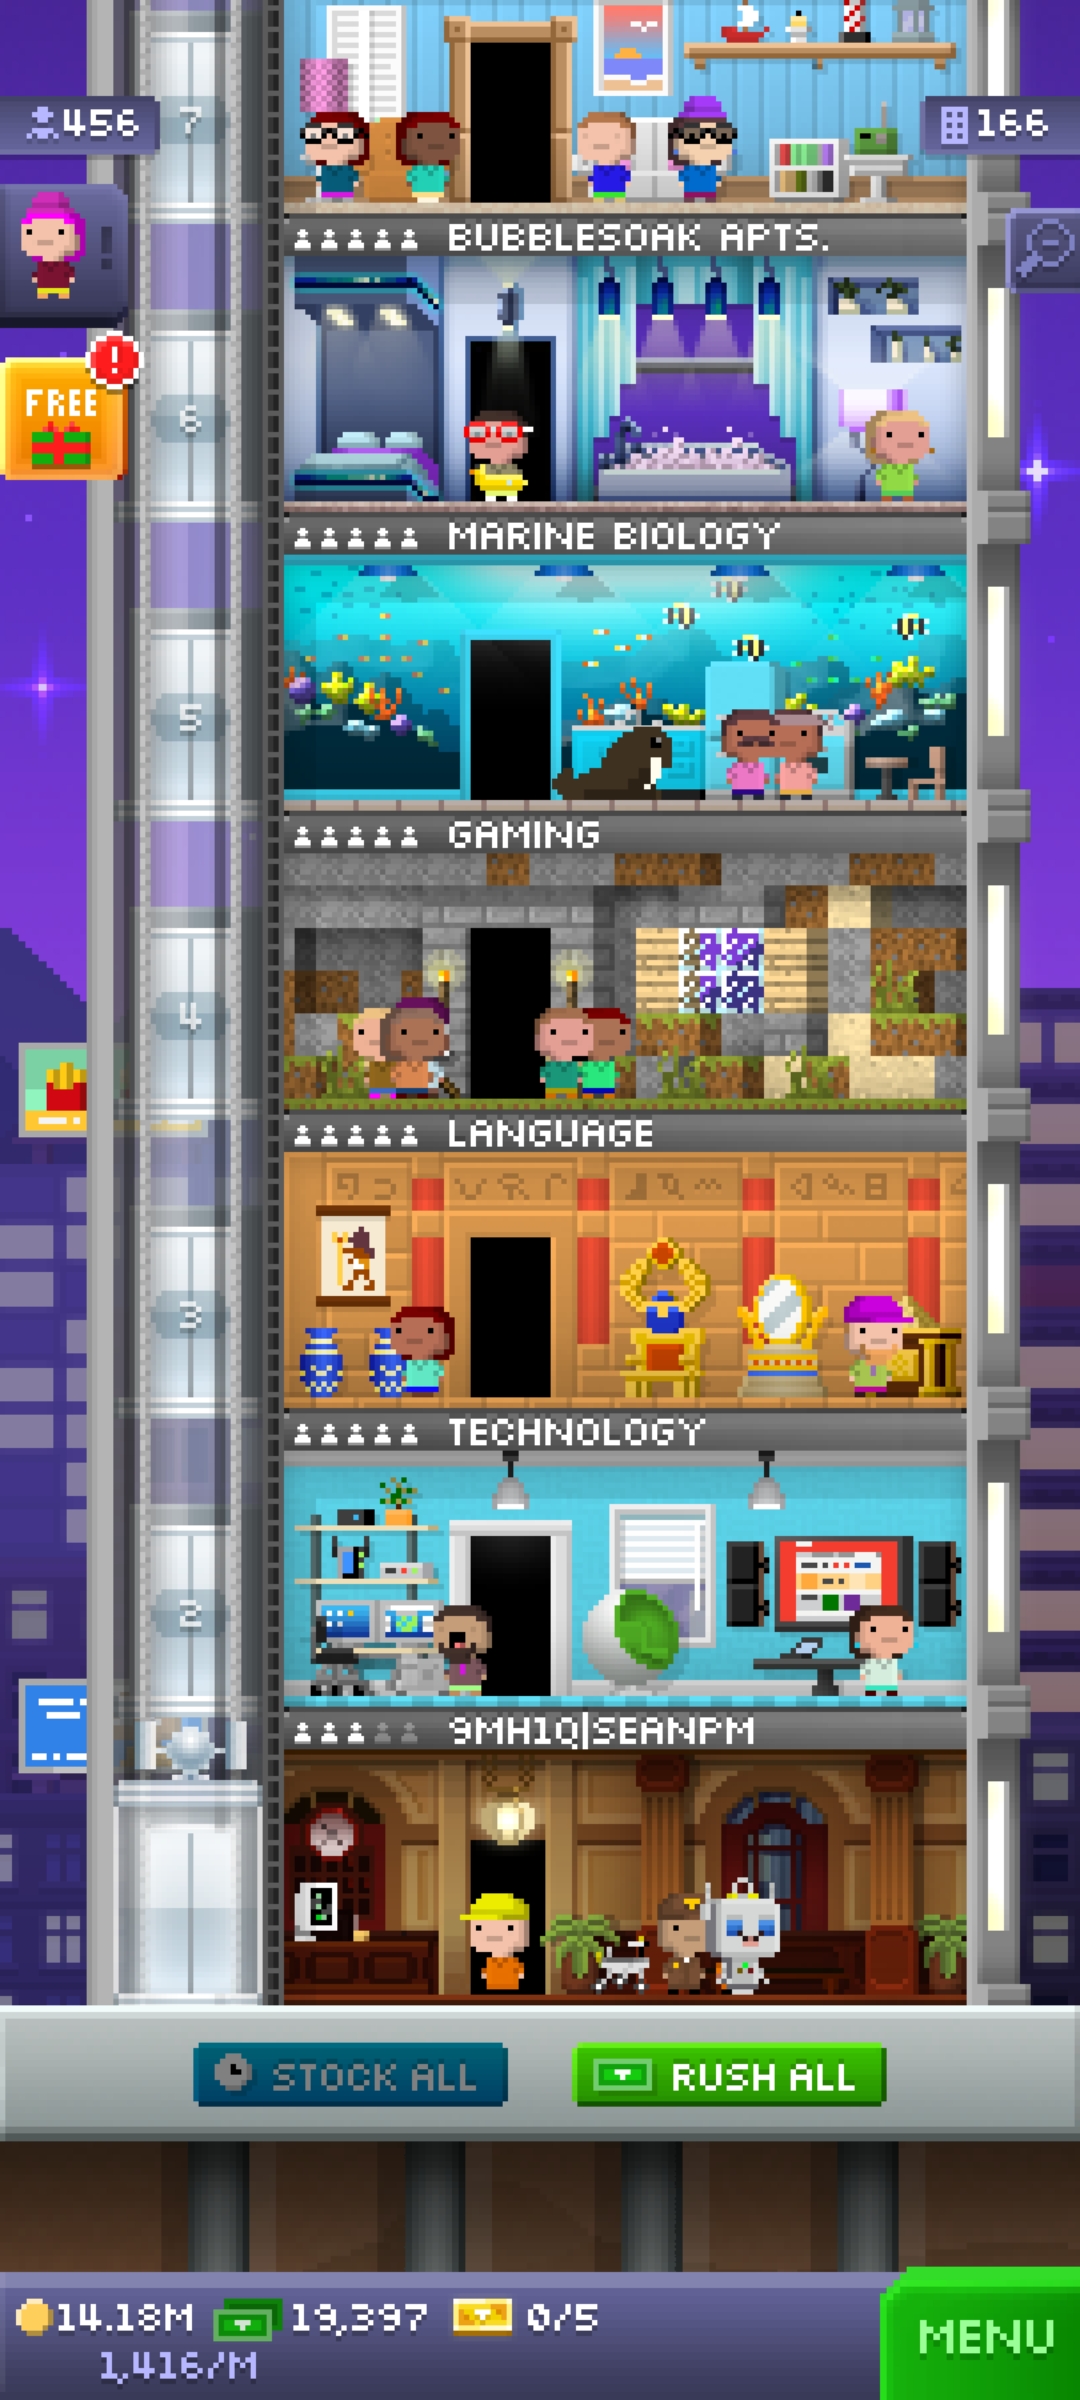 7
456
166
BUBBLESOAK APTS.
FREE
!
6
MARINE BIOLOGY
5
GAMING
4
LANGUAGE
3
TECHNOLOGY
2
9MH1Q|SEANPM
STOCK ALL
RUSH ALL
14.18M
19,397
0/5
1,416/M
MENU